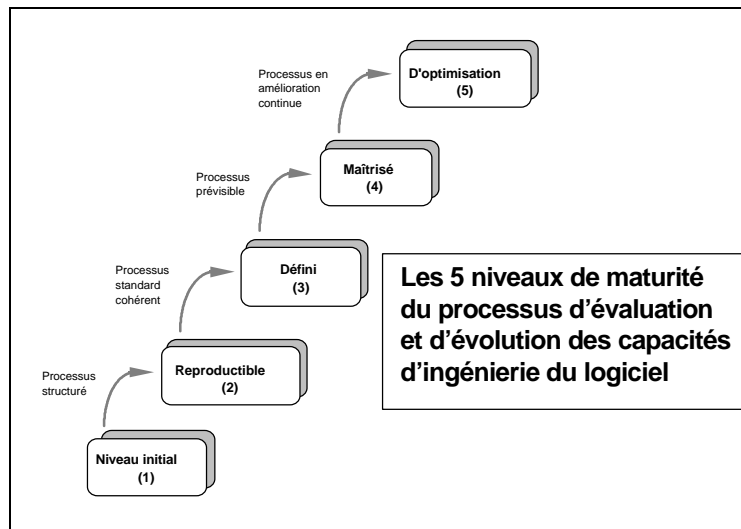 Processus en
amélioration
continue
D'optimisation
(5)
Processus
prévisible
Maîtrisé
(4)
Processus
standard
cohérent
Défini
(3)
Les 5 niveaux de maturité
du processus d’évaluation
et d’évolution des capacités
d’ingénierie du logiciel
Processus
structuré
Reproductible
(2)
Niveau initial
(1)